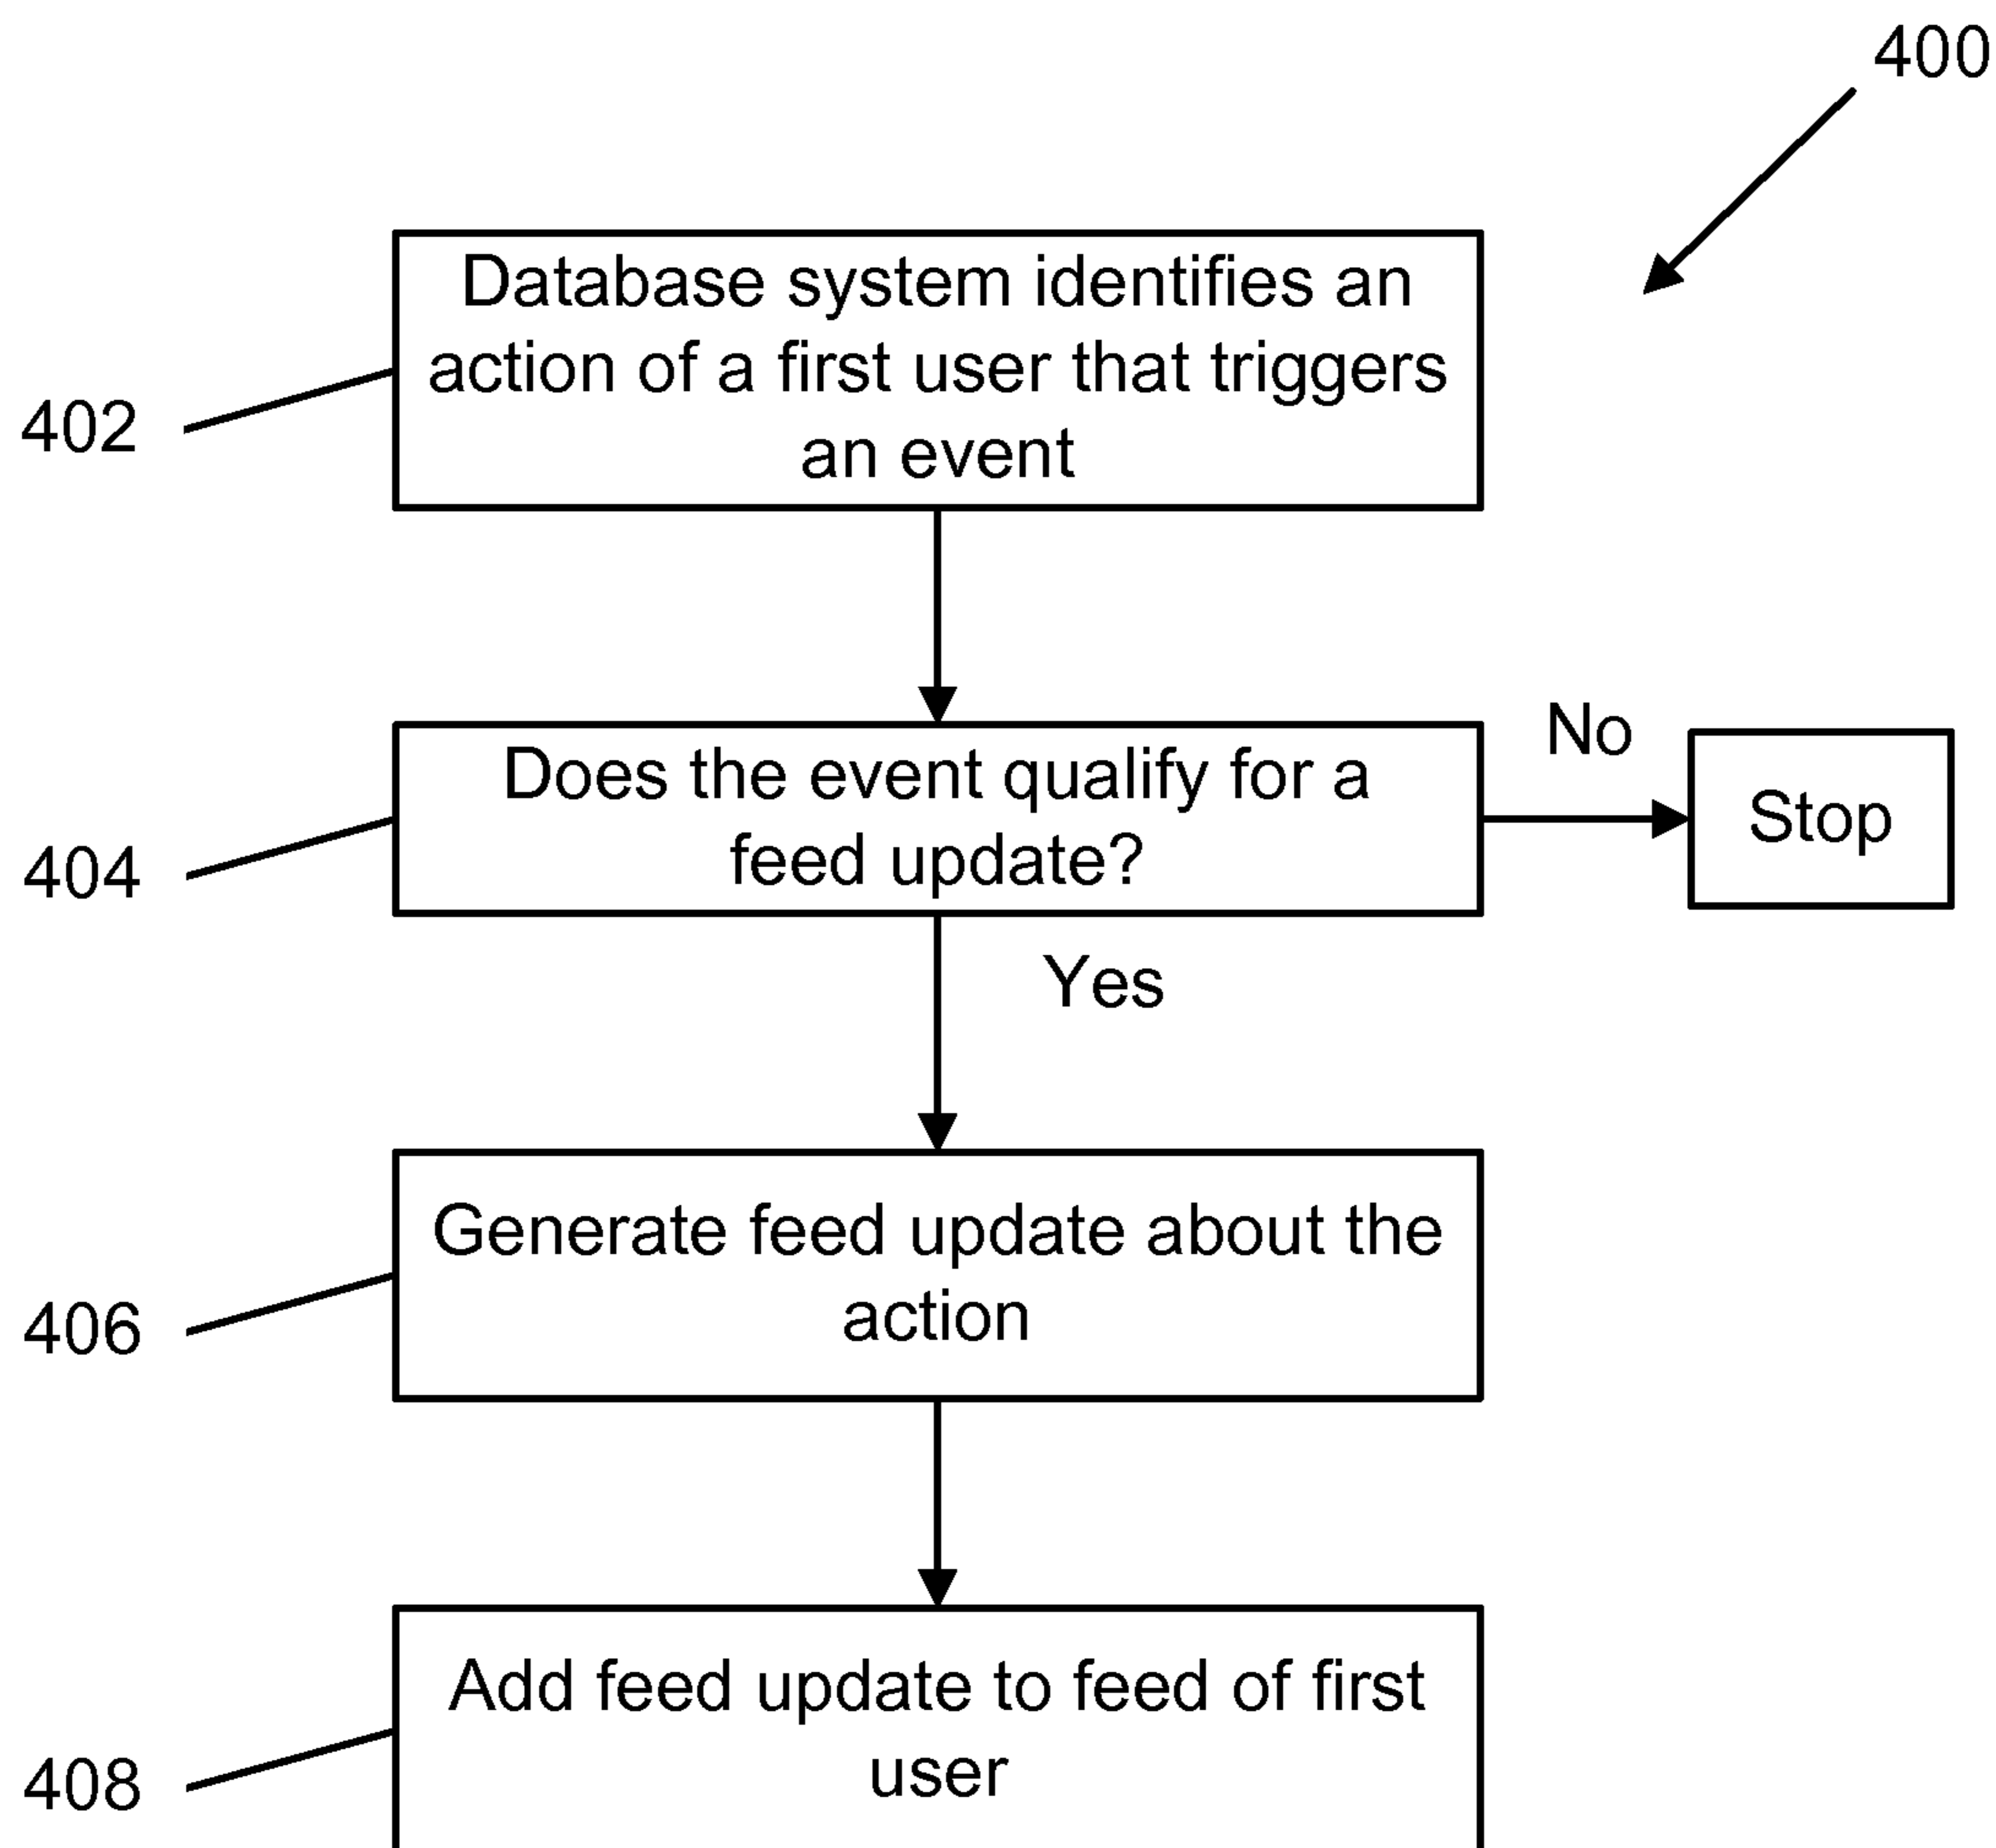 400
Database system identifies an
action of a first user that triggers
an event
402
Does the event qualify for a
feed update?
No
Stop
404
Yes
Generate feed update about the
action
406
Add feed update to feed of first
user
408